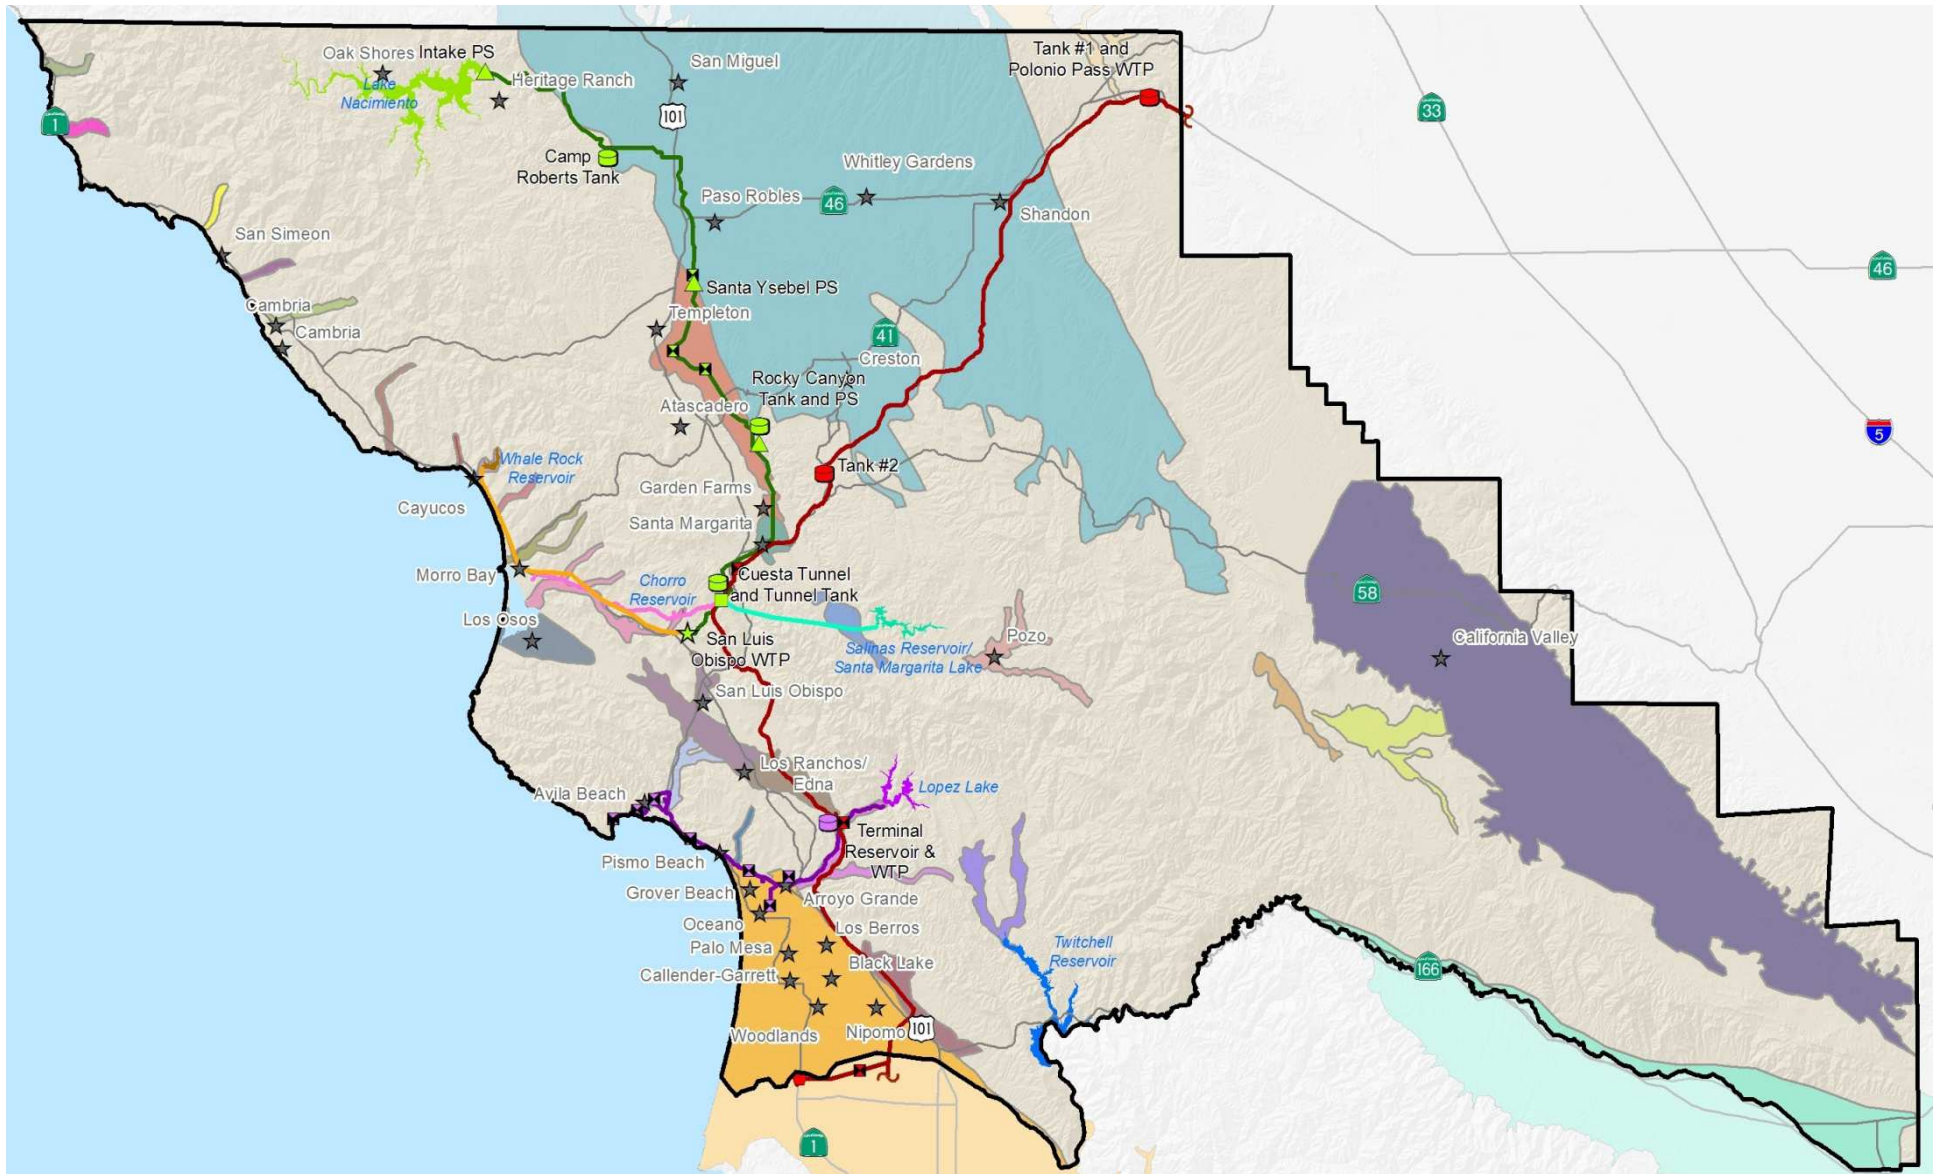 Oak Shores
Intake PS
Lake
Nacimiento
Heritage Ranch
San Miguel
Tank #1 and
Polonio Pass WTP
1
101
33
Camp
Roberts Tank
Whitley Gardens
Paso Robles
46
Shandon
San Simeon
46
Santa Ysebel PS
Cambria
Templeton
Cambria
41
Creston
Rocky Canyon
Tank and PS
Atascadero
5
Whale Rock
Reservoir
Tank #2
Garden Farms
Cayucos
Santa Margarita
Morro Bay
Chorro
Reservoir
Cuesta Tunnel
and Tunnel Tank
58
Los Osos
San Luis
Obispo WTP
Salinas Reservoir/
Santa Margarita Lake
Pozo
California Valley
San Luis Obispo
Los Ranchos/
Edna
Avila Beach
Lopez Lake
Terminal
Reservoir &
WTP
Pismo Beach
Grover Beach
Arroyo Grande
Oceano
Los Berros
Palo Mesa
Black Lake
Callender-Garrett
Twitchell
Reservoir
166
Woodlands
Nipomo
101
1